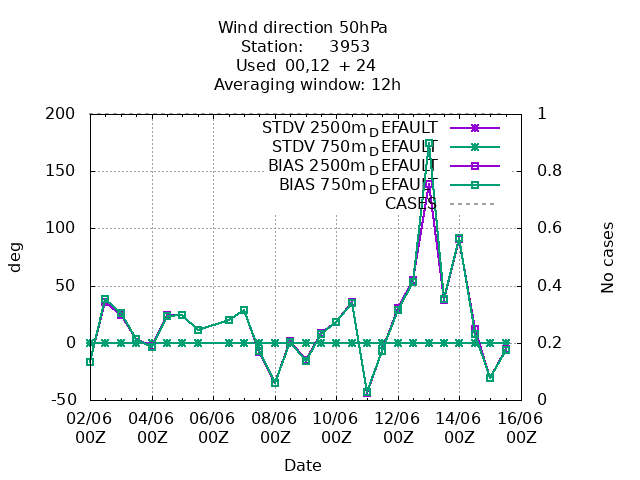 Wind direction 50hPa
Station:     3953
Used  00,12  + 24
Averaging window: 12h
200 1
STDV 2500m_DEFAULT
STDV 750m_DEFAULT
150 0.8
BIAS 2500m_DEFAULT
BIAS 750m_DEFAULT
CASES
100 0.6
deg
No cases
50 0.4
0 0.2
-50 0
02/06 04/06 06/06 08/06 10/06 12/06 14/06 16/06
00Z 00Z 00Z 00Z 00Z 00Z 00Z 00Z
Date